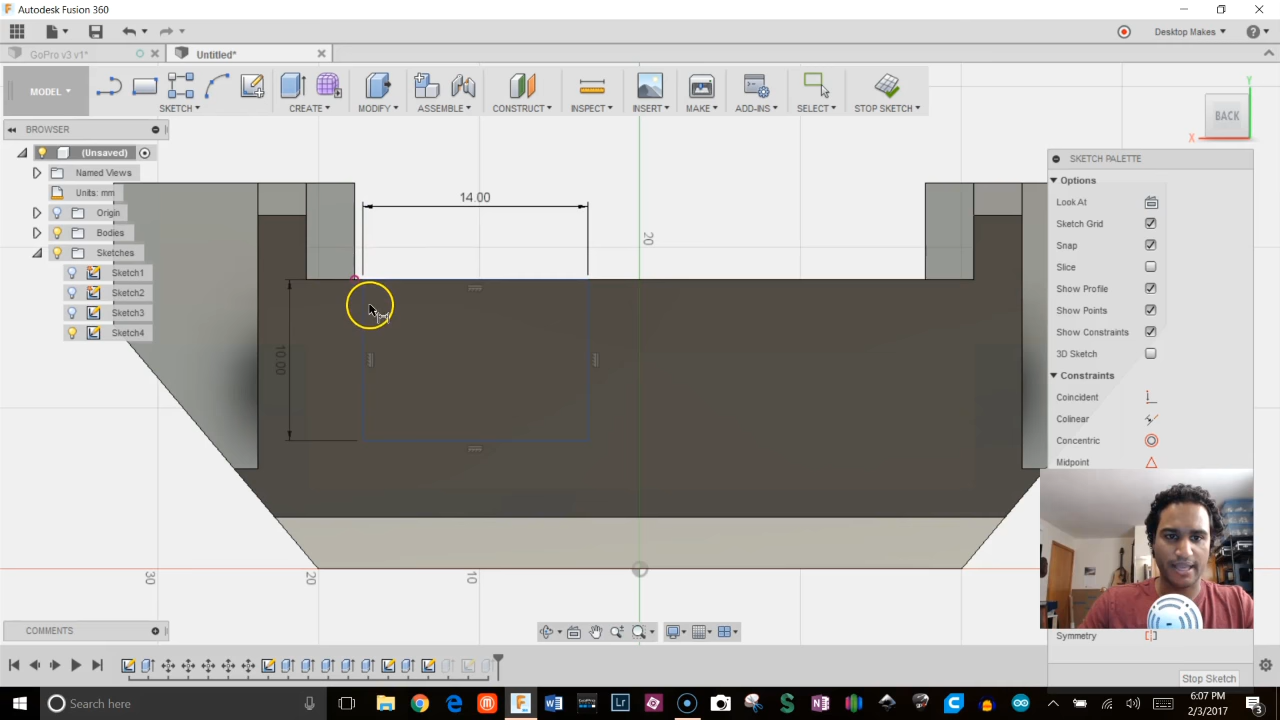 Autodesk Fusion 360
Desktop Makes
GoPro v3 v1*
Untitled*
MODEL
SKETCH
CREATE
MODIFY
ASSEMBLE
CONSTRUCT
INSPECT
INSERT
MAKE
ADD-INS
SELECT
STOP SKETCH
BROWSER
(Unsaved)
Named Views
Units: mm
Origin
Bodies
Sketches
Sketch1
Sketch2
Sketch3
Sketch4
14.00
10.00
20
30
20
10
Y
BACK
X
SKETCH PALETTE
Options
Look At
Sketch Grid
Snap
Slice
Show Profile
Show Points
Show Constraints
3D Sketch
Constraints
Coincident
Colinear
Concentric
Midpoint
Symmetry
Stop Sketch
COMMENTS
Search here
6:07 PM
2/3/2017
3